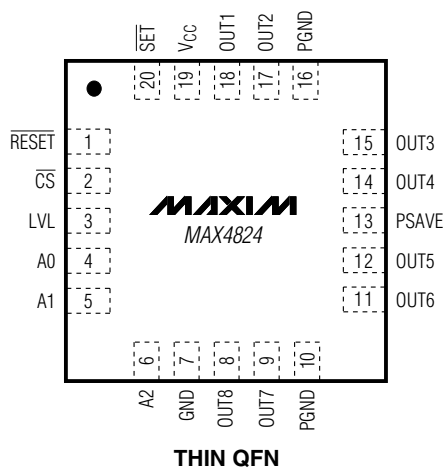 SET
VCC
OUT1
OUT2
PGND
20
19
18
17
16
RESET 1
15 OUT3
CS 2
14 OUT4
LVL 3
MAXIM
13 PSAVE
MAX4824
A0 4
12 OUT5
A1 5
11 OUT6
6
7
8
9
10
A2
GND
OUT8
OUT7
PGND
THIN QFN